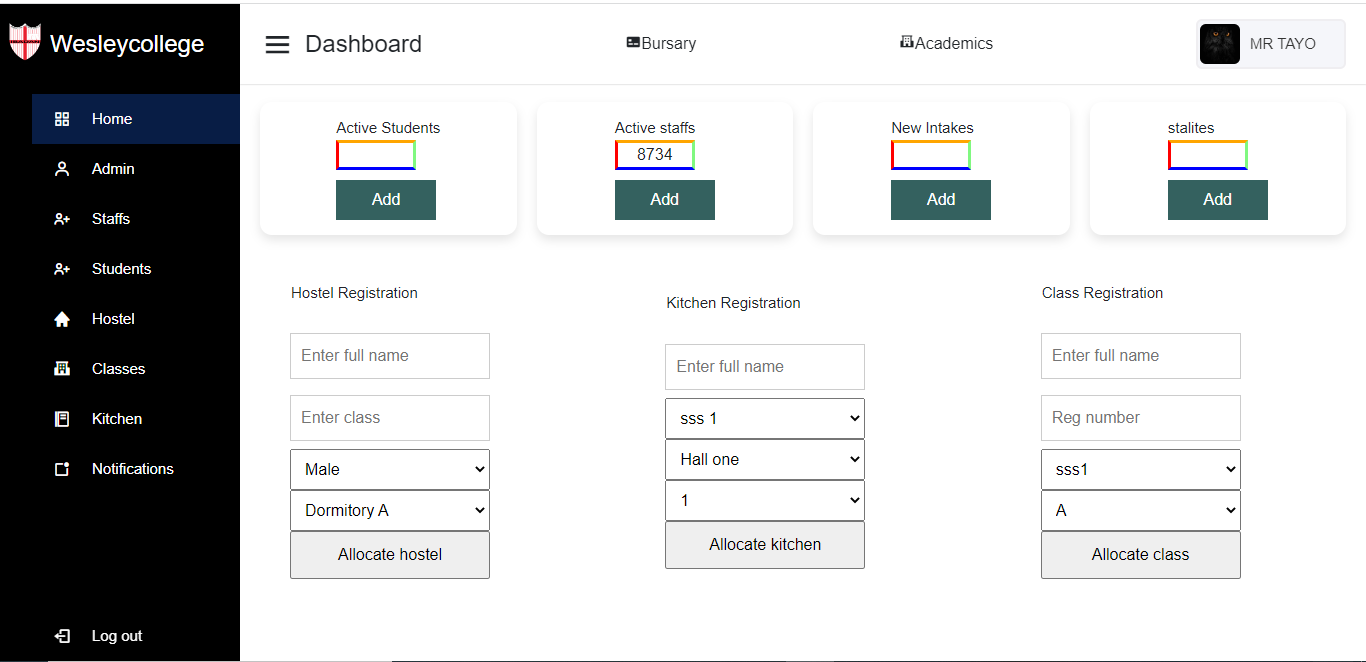 Wesleycollege
Home
Admin
Staffs
Students
Hostel
Classes
Kitchen
Notifications
Log out
Dashboard
Bursary
Academics
MR TAYO
Active Students
Add
Active staffs
8734
Add
New Intakes
Add
stalites
Add
Hostel Registration
Enter full name
Enter class
Male
Dormitory A
Allocate hostel
Kitchen Registration
Enter full name
sss 1
Hall one
1
Allocate kitchen
Class Registration
Enter full name
Reg number
sss1
A
Allocate class